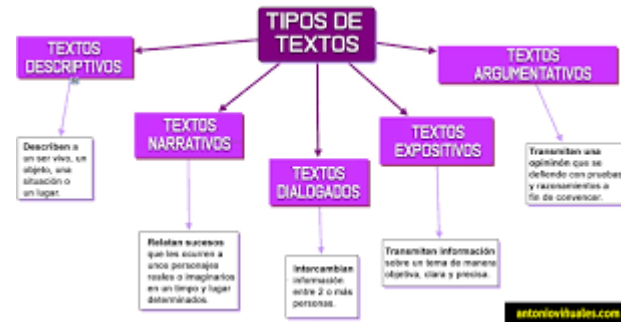 TIPOS DE
TEXTOS
TEXTOS
DESCRIPTIVOS
Describen a
un ser vivo, un
objeto, una
situación o
un lugar.
TEXTOS
NARRATIVOS
Relatan sucesos
que les ocurren a
unos personajes
reales o imaginarios
en un timpo y lugar
determinados.
TEXTOS
DIALOGADOS
Intercambian
información
entre 2 o más
personas.
TEXTOS
EXPOSITIVOS
Transmiten información
sobre un tema de manera
objetiva, clara y precisa.
TEXTOS
ARGUMENTATIVOS
Transmiten una
opinión que se
defiende con pruebas
y razonamientos a
fin de convencer.
antonioviñuales.com